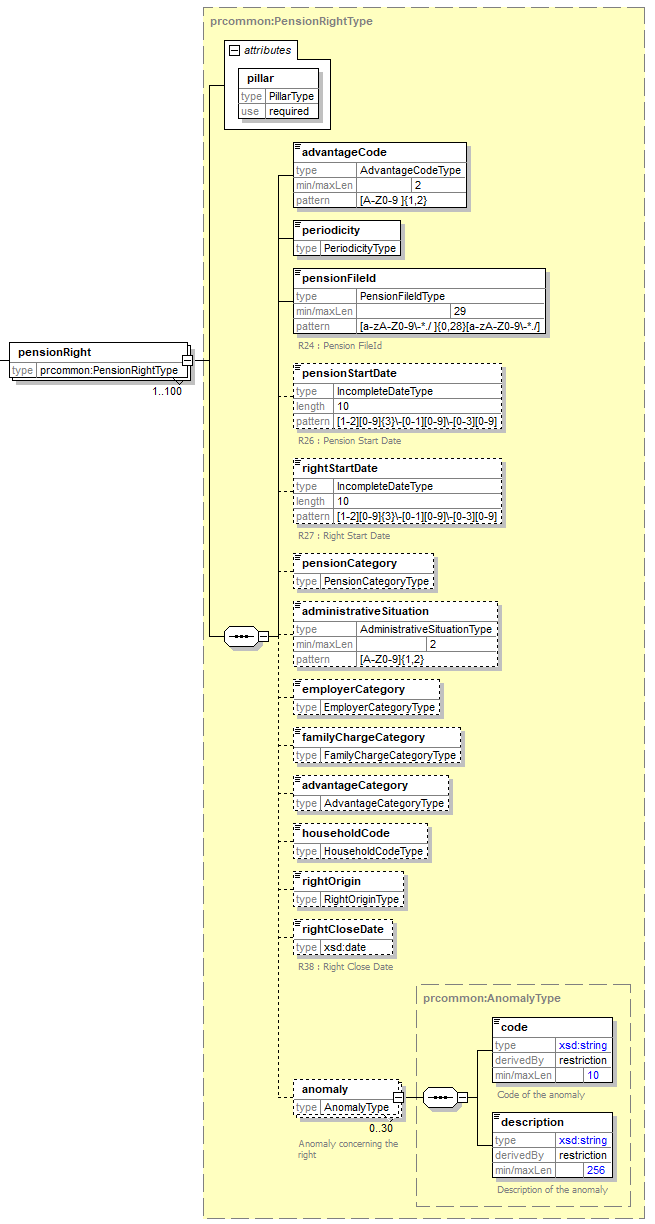 prcommon:PensionRightType
attributes
pillar
type PillarType
use required
advantageCode
type AdvantageCodeType
min/maxLen 2
pattern [A-Z0-9 ]{1,2}
periodicity
type PeriodicityType
pensionFileId
type PensionFileIdType
min/maxLen 29
pattern [a-zA-Z0-9\-*./ ]{0,28}[a-zA-Z0-9\-*./]
R24 : Pension FileId
pensionRight
type prcommon:PensionRightType
1..100
pensionStartDate
type IncompleteDateType
length 10
pattern [1-2][0-9]{3}\-[0-1][0-9]\-[0-3][0-9]
R26 : Pension Start Date
rightStartDate
type IncompleteDateType
length 10
pattern [1-2][0-9]{3}\-[0-1][0-9]\-[0-3][0-9]
R27 : Right Start Date
pensionCategory
type PensionCategoryType
administrativeSituation
type AdministrativeSituationType
min/maxLen 2
pattern [A-Z0-9]{1,2}
employerCategory
type EmployerCategoryType
familyChargeCategory
type FamilyChargeCategoryType
advantageCategory
type AdvantageCategoryType
householdCode
type HouseholdCodeType
rightOrigin
type RightOriginType
rightCloseDate
type xsd:date
R38 : Right Close Date
anomaly
type AnomalyType
0..30
Anomaly concerning the
right
prcommon:AnomalyType
code
type xsd:string
derivedBy restriction
min/maxLen 10
Code of the anomaly
description
type xsd:string
derivedBy restriction
min/maxLen 256
Description of the anomaly